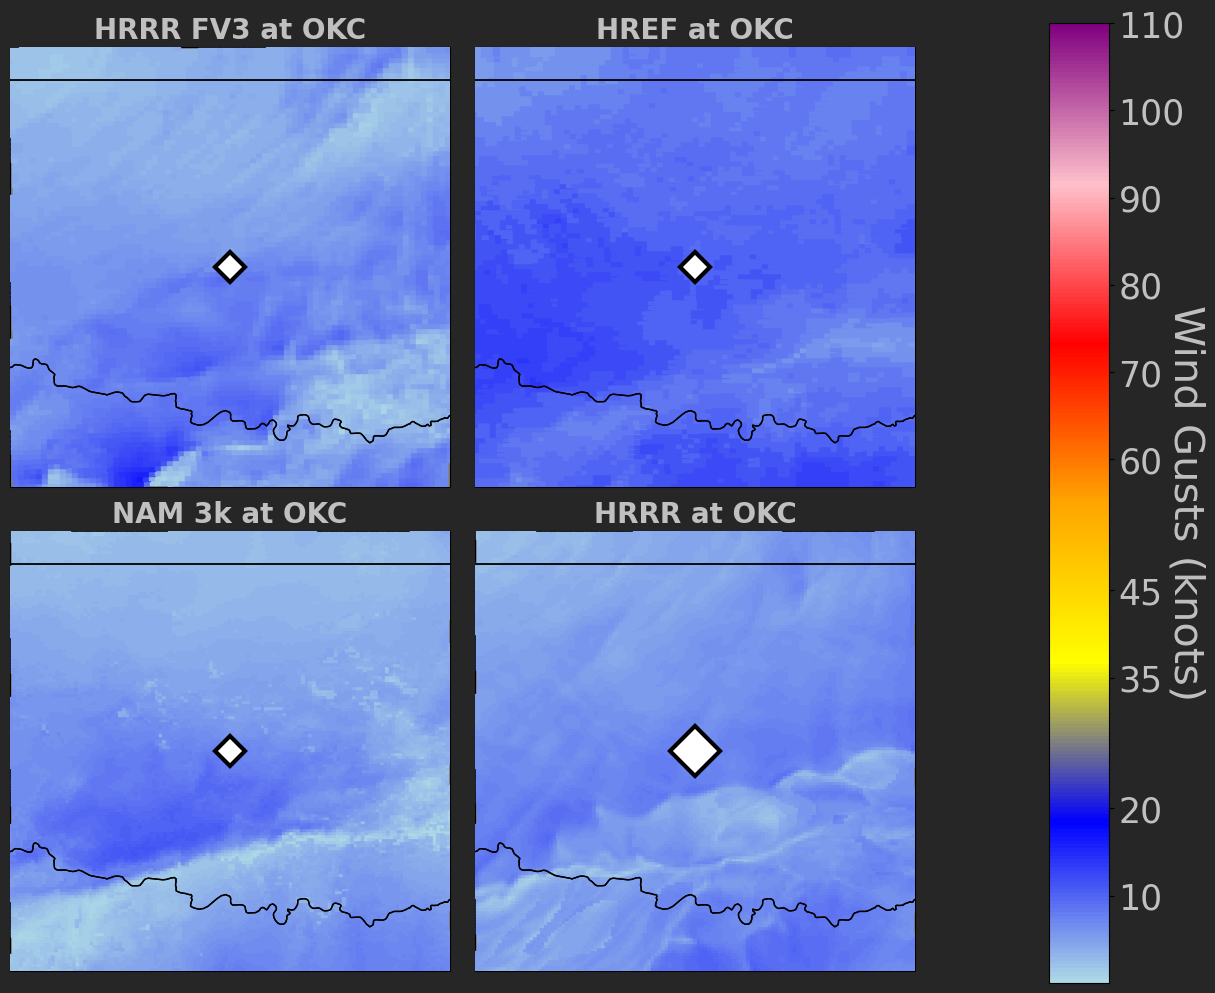 HRRR FV3 at OKC
HREF at OKC
NAM 3k at OKC
HRRR at OKC
110
100
90
80
70
60
45
35
20
10
Wind Gusts (knots)